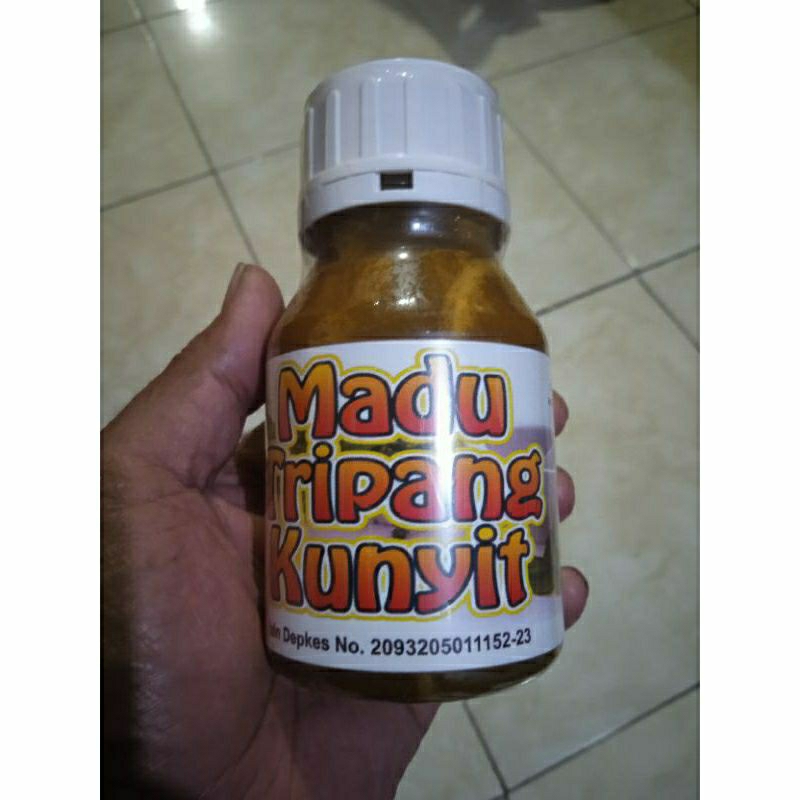 Madu
Tripang
Kunyit
Depkes No. 2093205011152-23